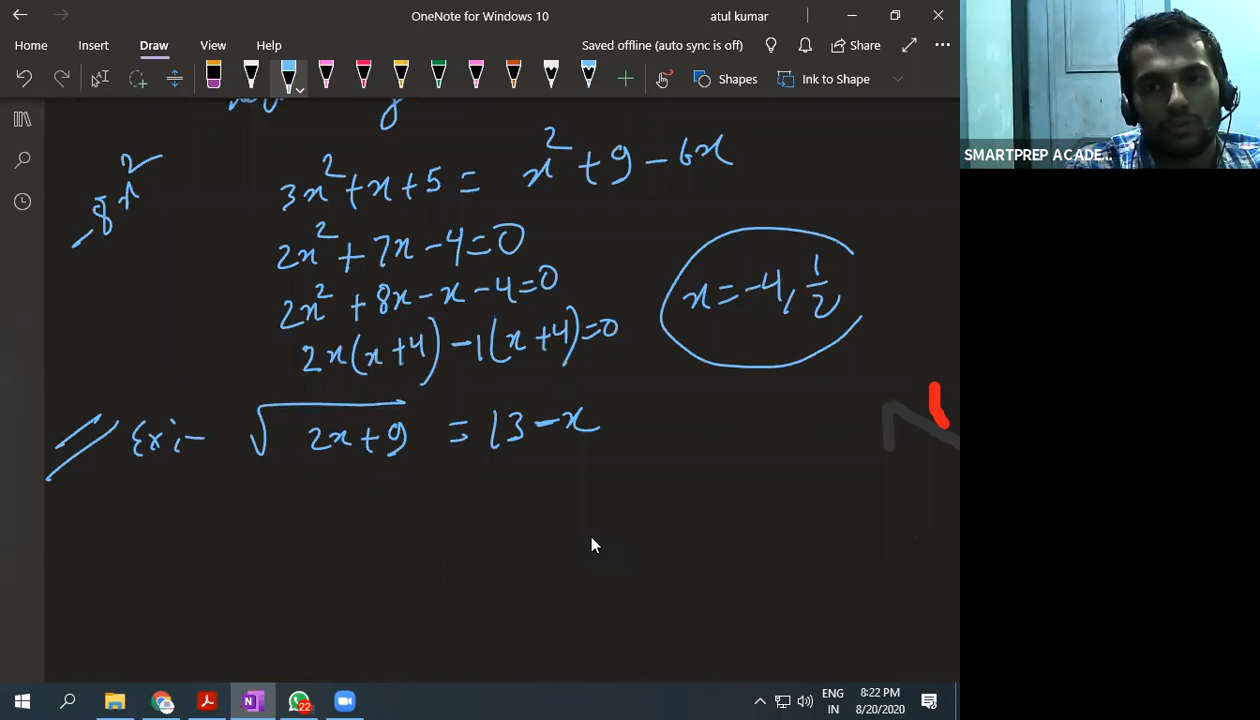 OneNote for Windows 10
atul kumar
Home Insert Draw View Help
Saved offline (auto sync is off)
Share
Shapes
Ink to Shape
SMARTPREP ACADE...
3x²+x+5 = x²+9-6x
2x²+7x-4=0
2x²+8x-x-4=0
2x(x+4)-1(x+4)=0
x=-4, 1/2
Ex:- √(2x+9) = 13-x
22
ENG
IN
8:22 PM
8/20/2020